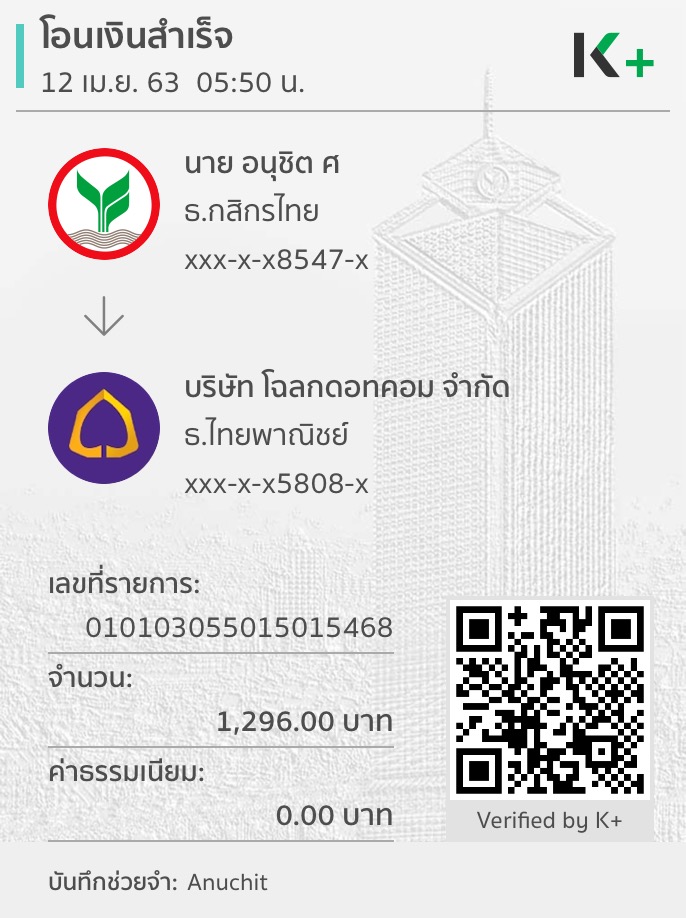 โอนเงินสำเร็จ
12 เม.ย. 63  05:50 น.
K+
นาย อนุชิต ศ
ธ.กสิกรไทย
xxx-x-x8547-x
บริษัท โฉลกดอทคอม จำกัด
ธ.ไทยพาณิชย์
xxx-x-x5808-x
เลขที่รายการ:
010103055015015468
จำนวน:
1,296.00 บาท
ค่าธรรมเนียม:
0.00 บาท
Verified by K+
บันทึกช่วยจำ: Anuchit